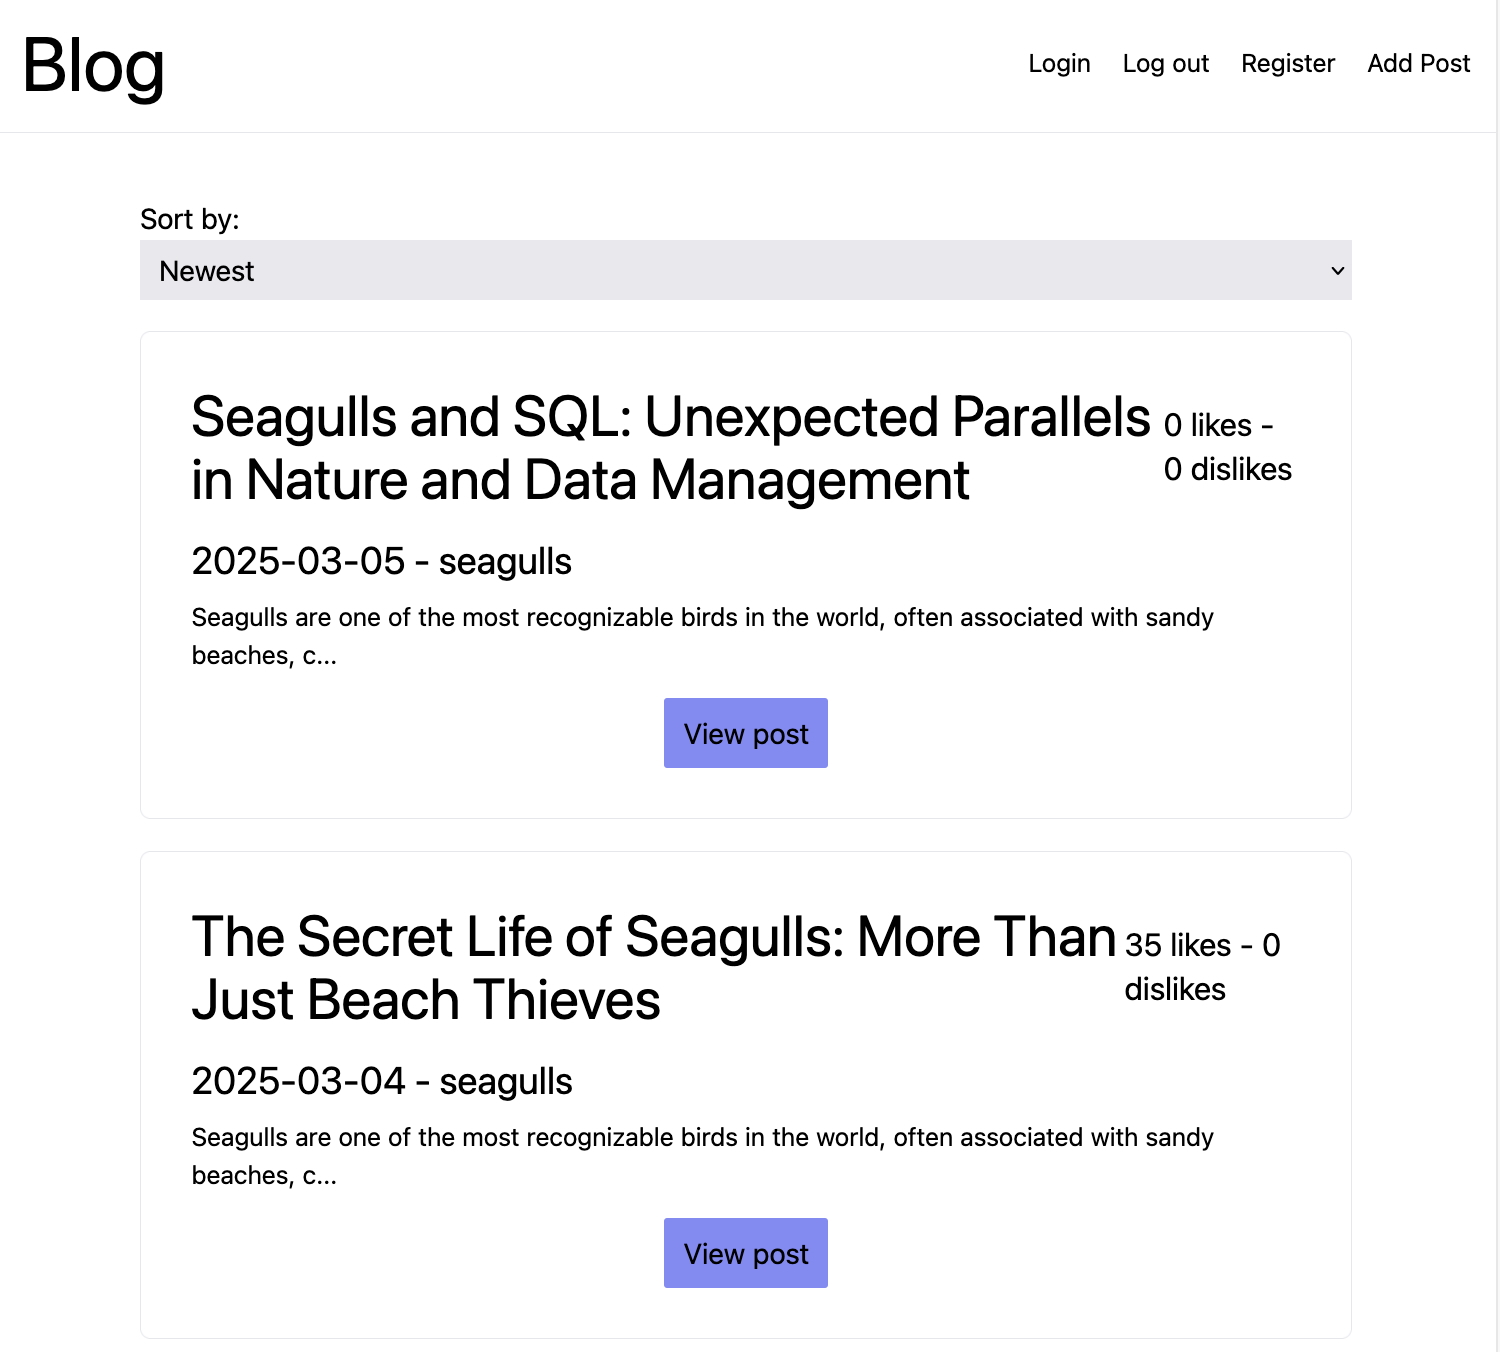 Blog
Login Log out Register Add Post
Sort by:
Newest
Seagulls and SQL: Unexpected Parallels
in Nature and Data Management
0 likes -
0 dislikes
2025-03-05 - seagulls
Seagulls are one of the most recognizable birds in the world, often associated with sandy
beaches, c...
View post
The Secret Life of Seagulls: More Than
Just Beach Thieves
35 likes - 0
dislikes
2025-03-04 - seagulls
Seagulls are one of the most recognizable birds in the world, often associated with sandy
beaches, c...
View post